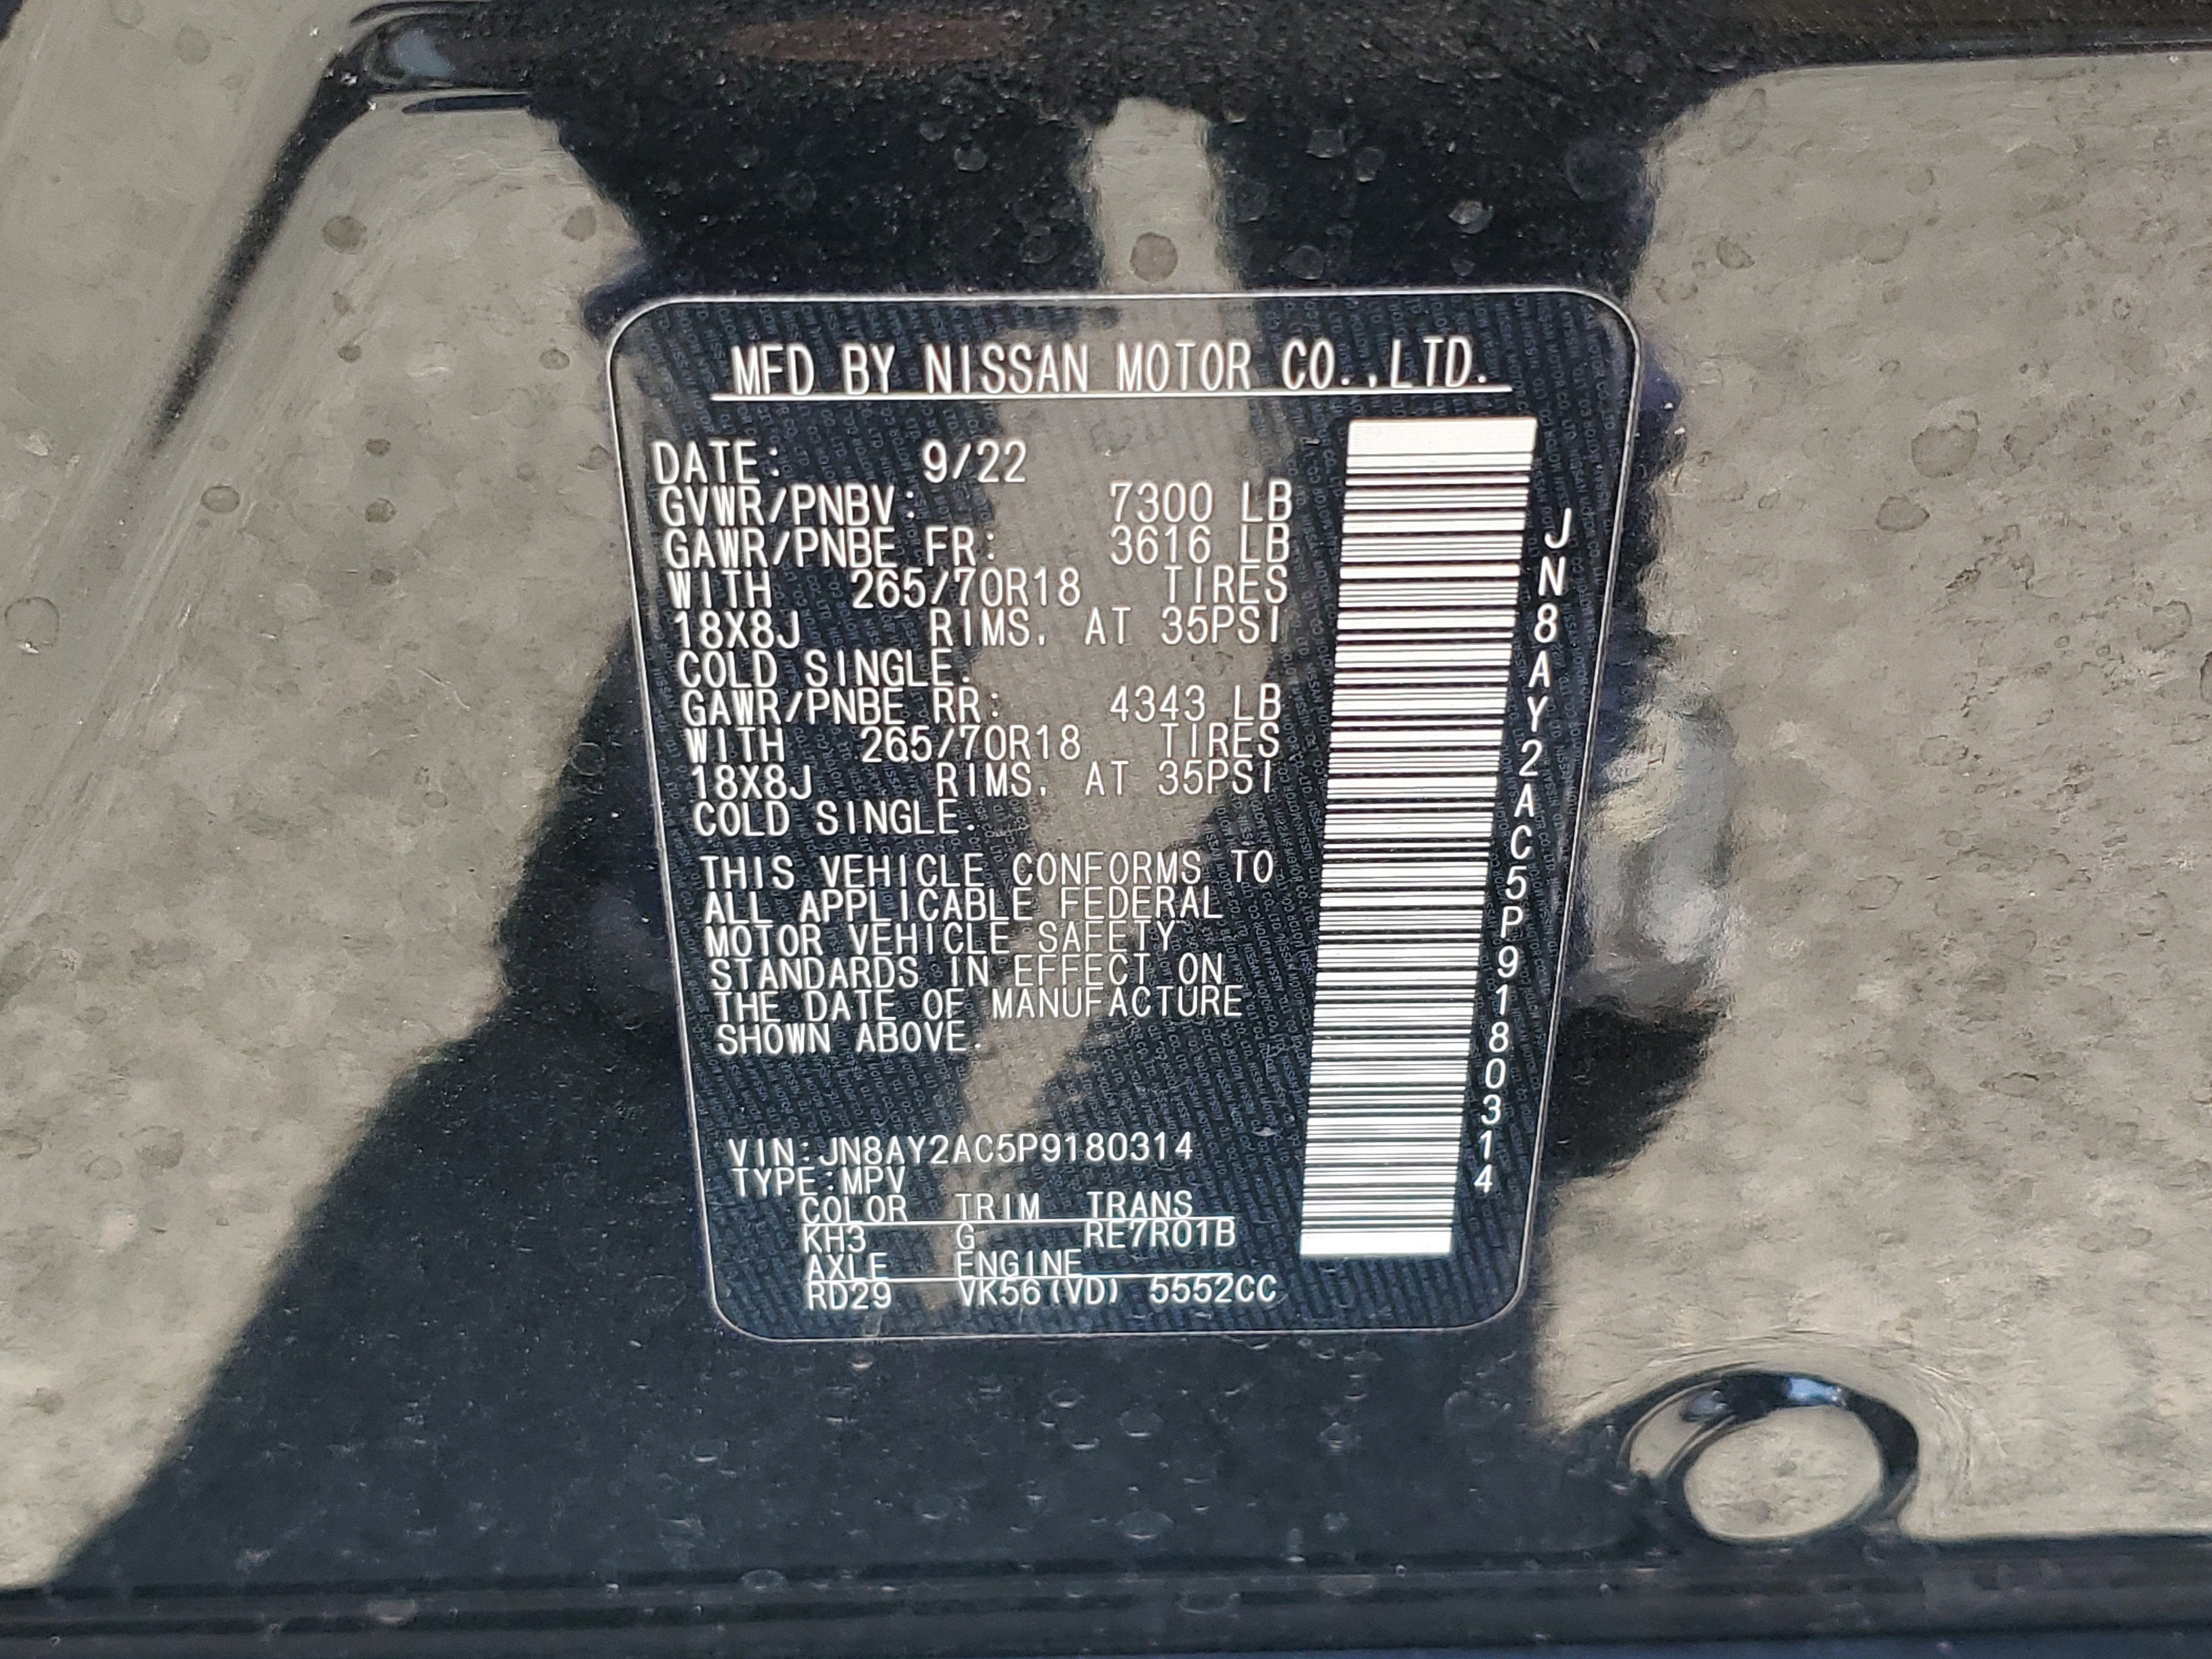 MFD BY NISSAN MOTOR CO.,LTD.
DATE: 9/22
GVWR/PNBV: 7300 LB
GAWR/PNBE FR: 3616 LB
WITH 265/70R18 TIRES
18X8J RIMS, AT 35PSI
COLD SINGLE.
GAWR/PNBE RR: 4343 LB
WITH 265/70R18 TIRES
18X8J RIMS, AT 35PSI
COLD SINGLE.
THIS VEHICLE CONFORMS TO
ALL APPLICABLE FEDERAL
MOTOR VEHICLE SAFETY
STANDARDS IN EFFECT ON
THE DATE OF MANUFACTURE
SHOWN ABOVE.
VIN:JN8AY2AC5P9180314
TYPE:MPV
COLOR TRIM TRANS
KH3 G RE7R01B
AXLE ENGINE
RD29 VK56(VD) 5552CC
JN8AY2AC5P9180314